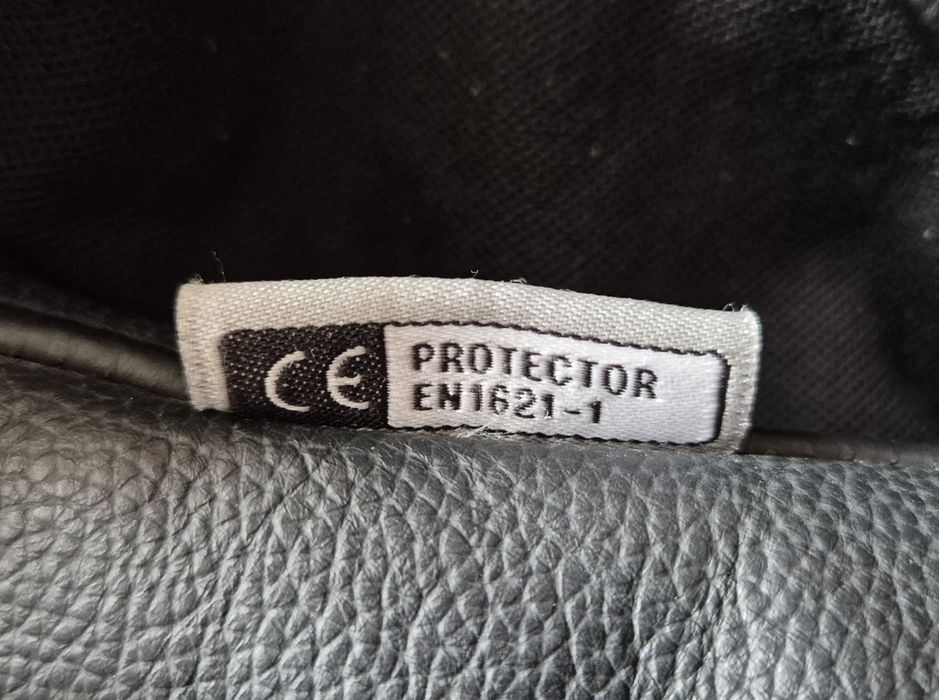 CE
PROTECTOR
EN1621-1